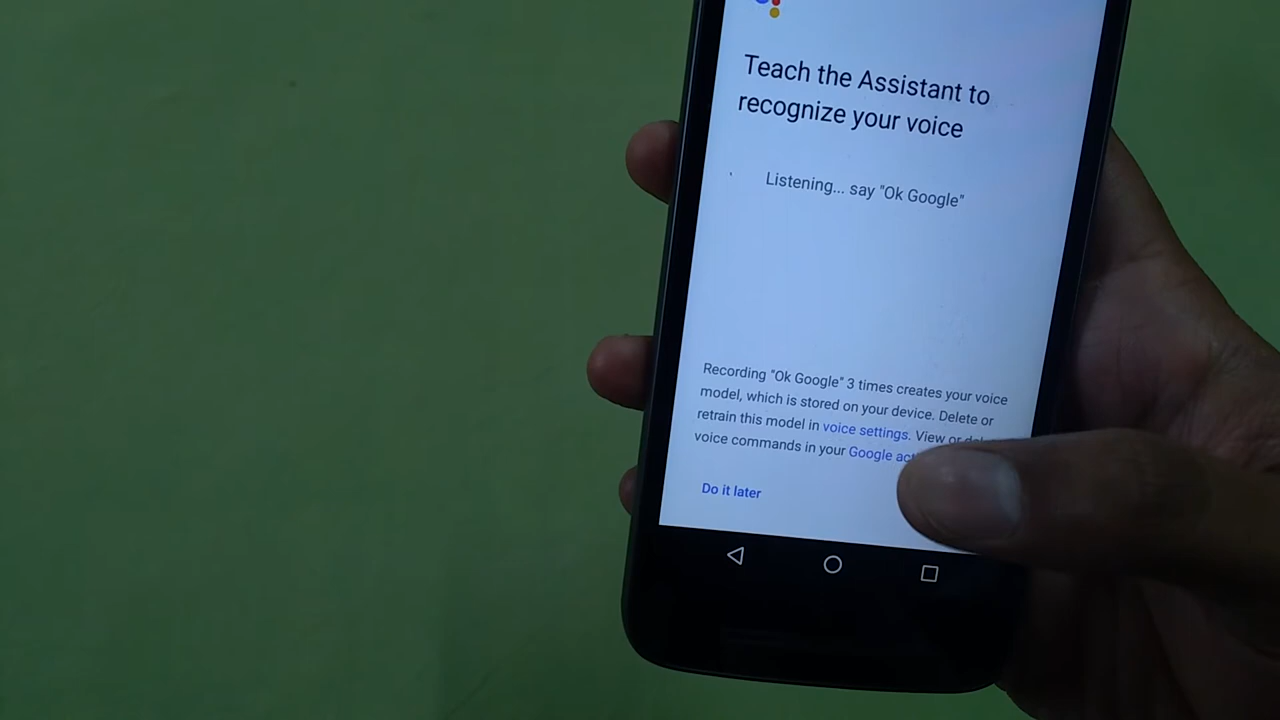 Teach the Assistant to
recognize your voice
Listening... say "Ok Google"
Recording "Ok Google" 3 times creates your voice
model, which is stored on your device. Delete or
retrain this model in voice settings. View or
voice commands in your Google
Do it later